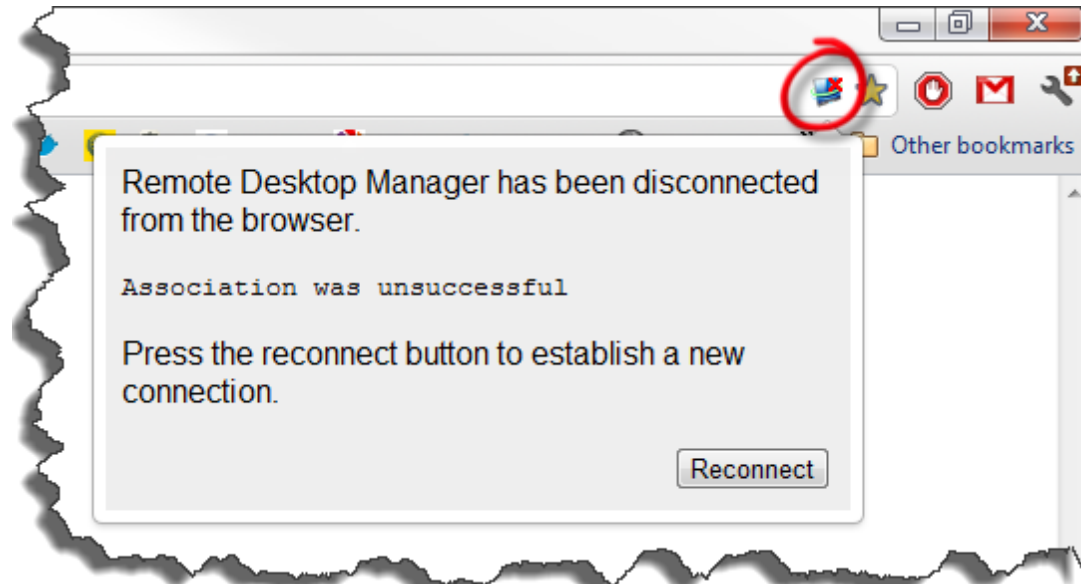 Other bookmarks
Remote Desktop Manager has been disconnected
from the browser.
Association was unsuccessful
Press the reconnect button to establish a new
connection.
Reconnect